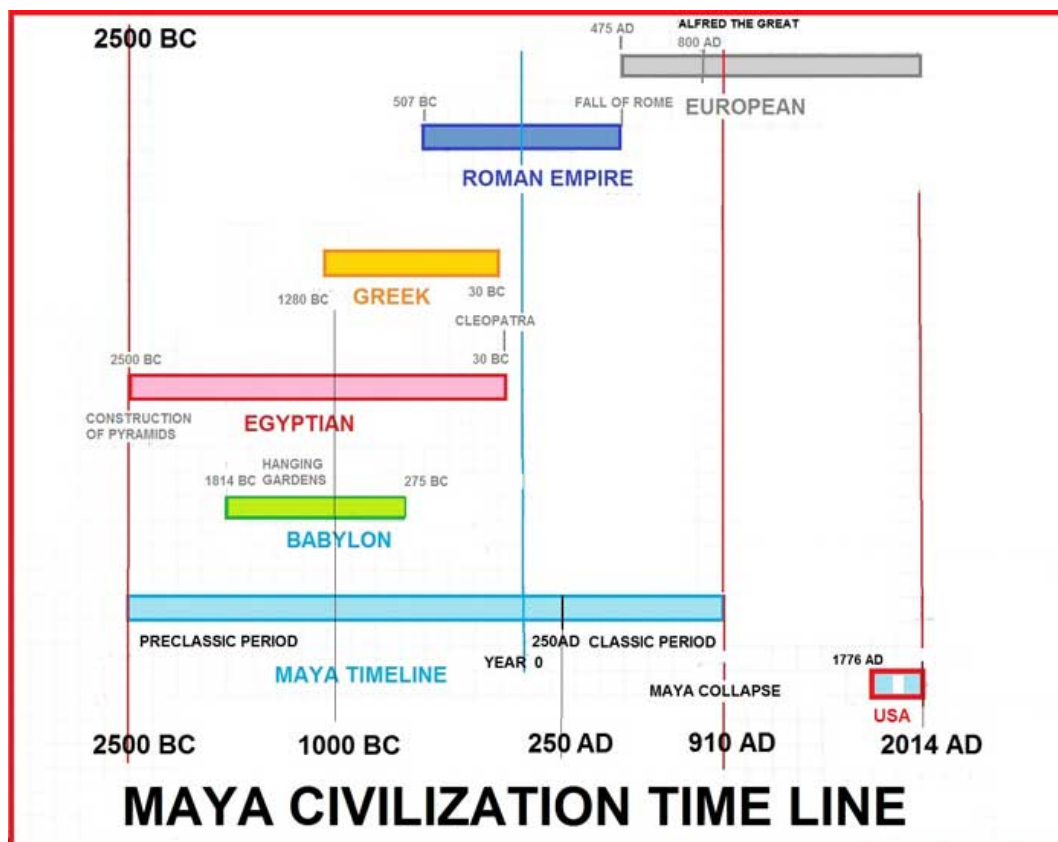 2500 BC
ALFRED THE GREAT
475 AD
800 AD
507 BC
FALL OF ROME
EUROPEAN
ROMAN EMPIRE
1280 BC
GREEK
30 BC
CLEOPATRA
2500 BC
30 BC
CONSTRUCTION
OF PYRAMIDS
EGYPTIAN
HANGING
GARDENS
1814 BC
275 BC
BABYLON
PRECLASSIC PERIOD
250AD
CLASSIC PERIOD
MAYA TIMELINE
YEAR 0
1776 AD
MAYA COLLAPSE
USA
2500 BC
1000 BC
250 AD
910 AD
2014 AD
MAYA CIVILIZATION TIME LINE